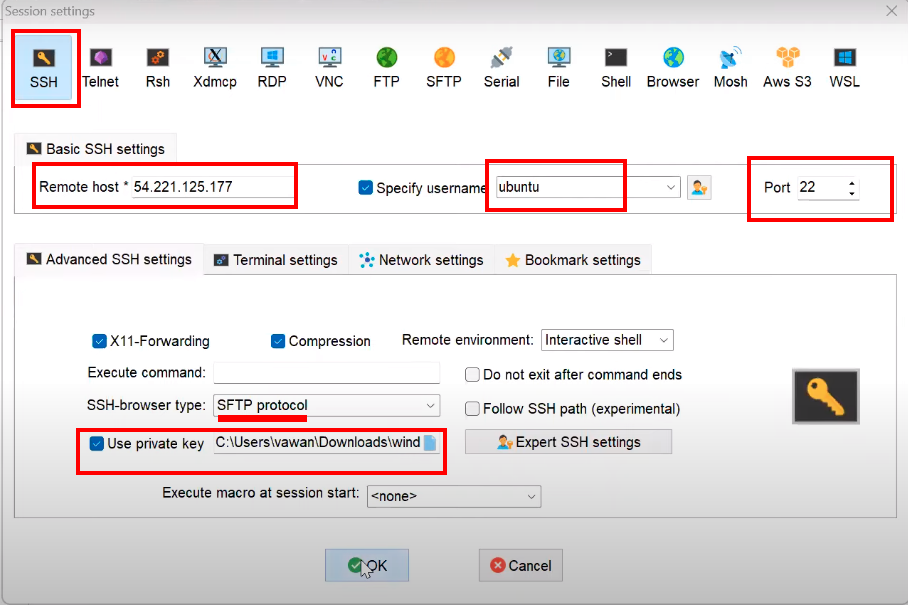 Session settings
SSH Telnet Rsh Xdmcp RDP VNC FTP SFTP Serial File Shell Browser Mosh Aws S3 WSL
Basic SSH settings
Remote host * 54.221.125.177 Specify username ubuntu Port 22
Advanced SSH settings Terminal settings Network settings Bookmark settings
X11-Forwarding Compression Remote environment: Interactive shell
Execute command: Do not exit after command ends
SSH-browser type: SFTP protocol Follow SSH path (experimental)
Use private key C:\Users\vawan\Downloads\wind Expert SSH settings
Execute macro at session start: <none>
OK Cancel